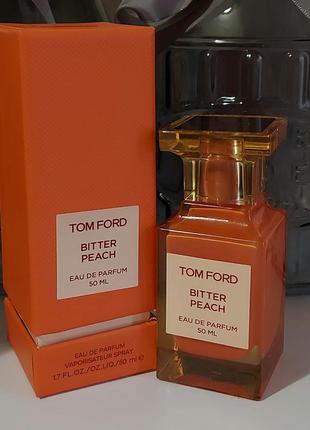 TOM FORD
BITTER
PEACH
EAU DE PARFUM
50 ML
EAU DE PARFUM
VAPORISATEUR SPRAY
1.7 FL.OZ./OZ.LIQ./50 ml e
TOM FORD
BITTER
PEACH
EAU DE PARFUM
50 ML